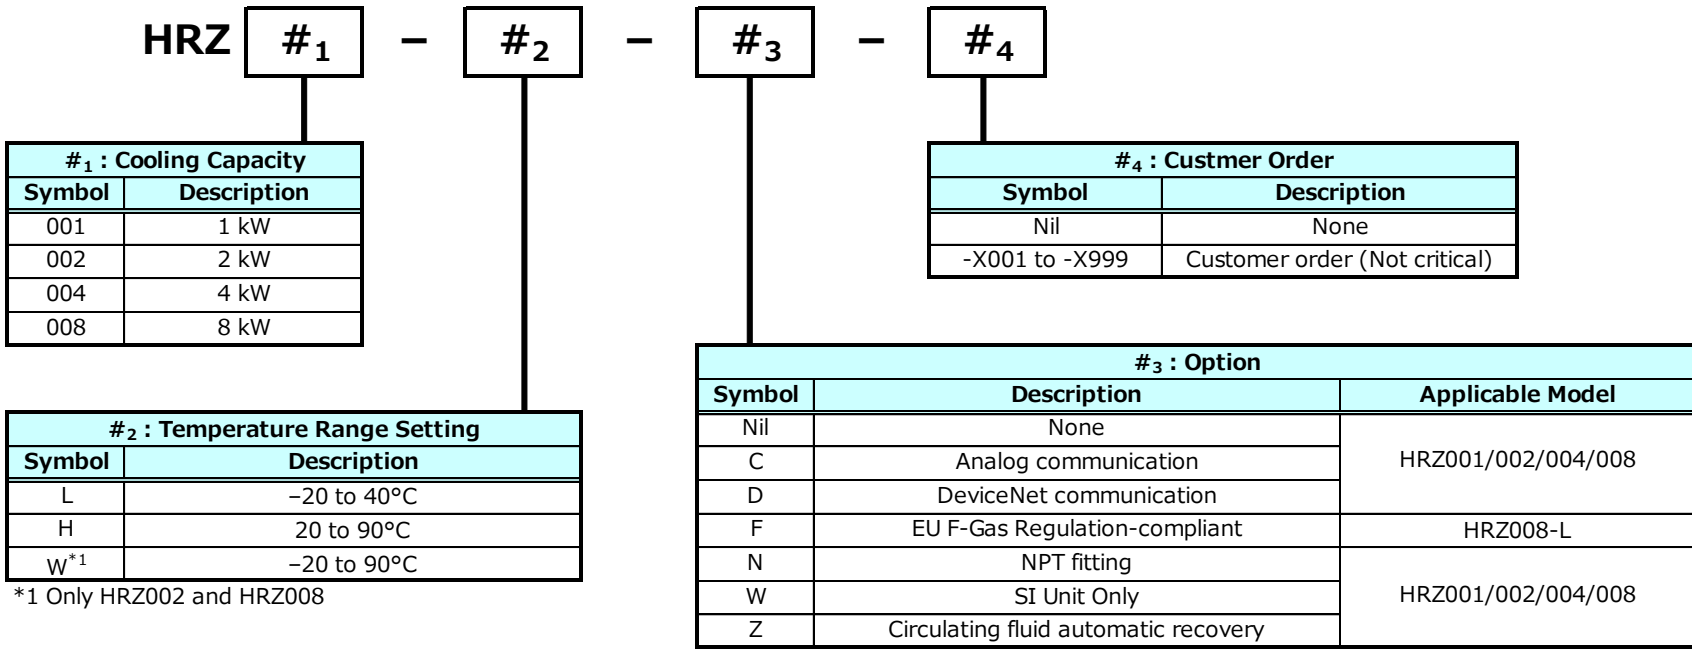 HRZ #1 – #2 – #3 – #4
#1 : Cooling Capacity
Symbol Description
001 1 kW
002 2 kW
004 4 kW
008 8 kW
#4 : Custmer Order
Symbol Description
Nil None
-X001 to -X999 Customer order (Not critical)
#2 : Temperature Range Setting
Symbol Description
L –20 to 40°C
H 20 to 90°C
W*1 –20 to 90°C
*1 Only HRZ002 and HRZ008
#3 : Option
Symbol Description Applicable Model
Nil None
C Analog communication HRZ001/002/004/008
D DeviceNet communication
F EU F-Gas Regulation-compliant HRZ008-L
N NPT fitting
W SI Unit Only HRZ001/002/004/008
Z Circulating fluid automatic recovery